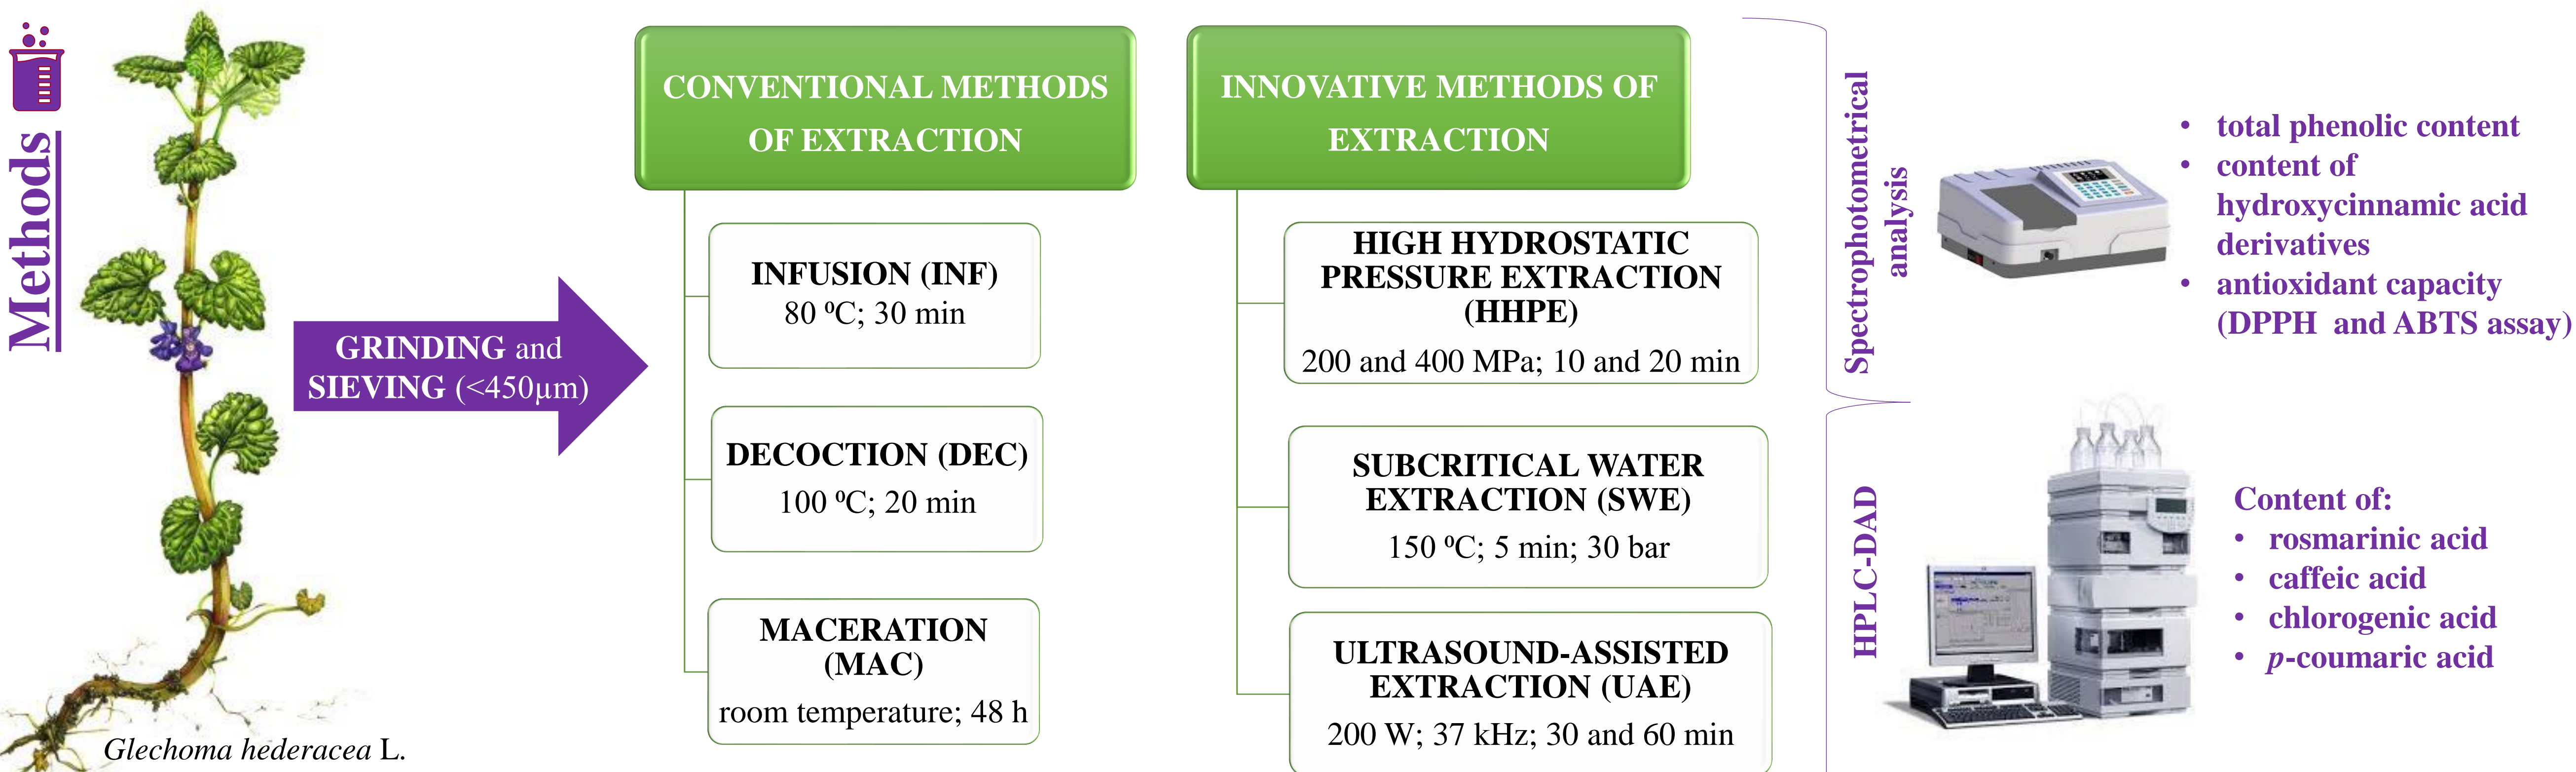 Methods
Glechoma hederacea L.
GRINDING and
SIEVING (<450µm)
CONVENTIONAL METHODS
OF EXTRACTION
INFUSION (INF)
80 ⁰C; 30 min
DECOCTION (DEC)
100 ⁰C; 20 min
MACERATION
(MAC)
room temperature; 48 h
INNOVATIVE METHODS OF
EXTRACTION
HIGH HYDROSTATIC
PRESSURE EXTRACTION
(HHPE)
200 and 400 MPa; 10 and 20 min
SUBCRITICAL WATER
EXTRACTION (SWE)
150 ⁰C; 5 min; 30 bar
ULTRASOUND-ASSISTED
EXTRACTION (UAE)
200 W; 37 kHz; 30 and 60 min
Spectrophotometrical
analysis
• total phenolic content
• content of
hydroxycinnamic acid
derivatives
• antioxidant capacity
(DPPH and ABTS assay)
HPLC-DAD
Content of:
• rosmarinic acid
• caffeic acid
• chlorogenic acid
• p-coumaric acid